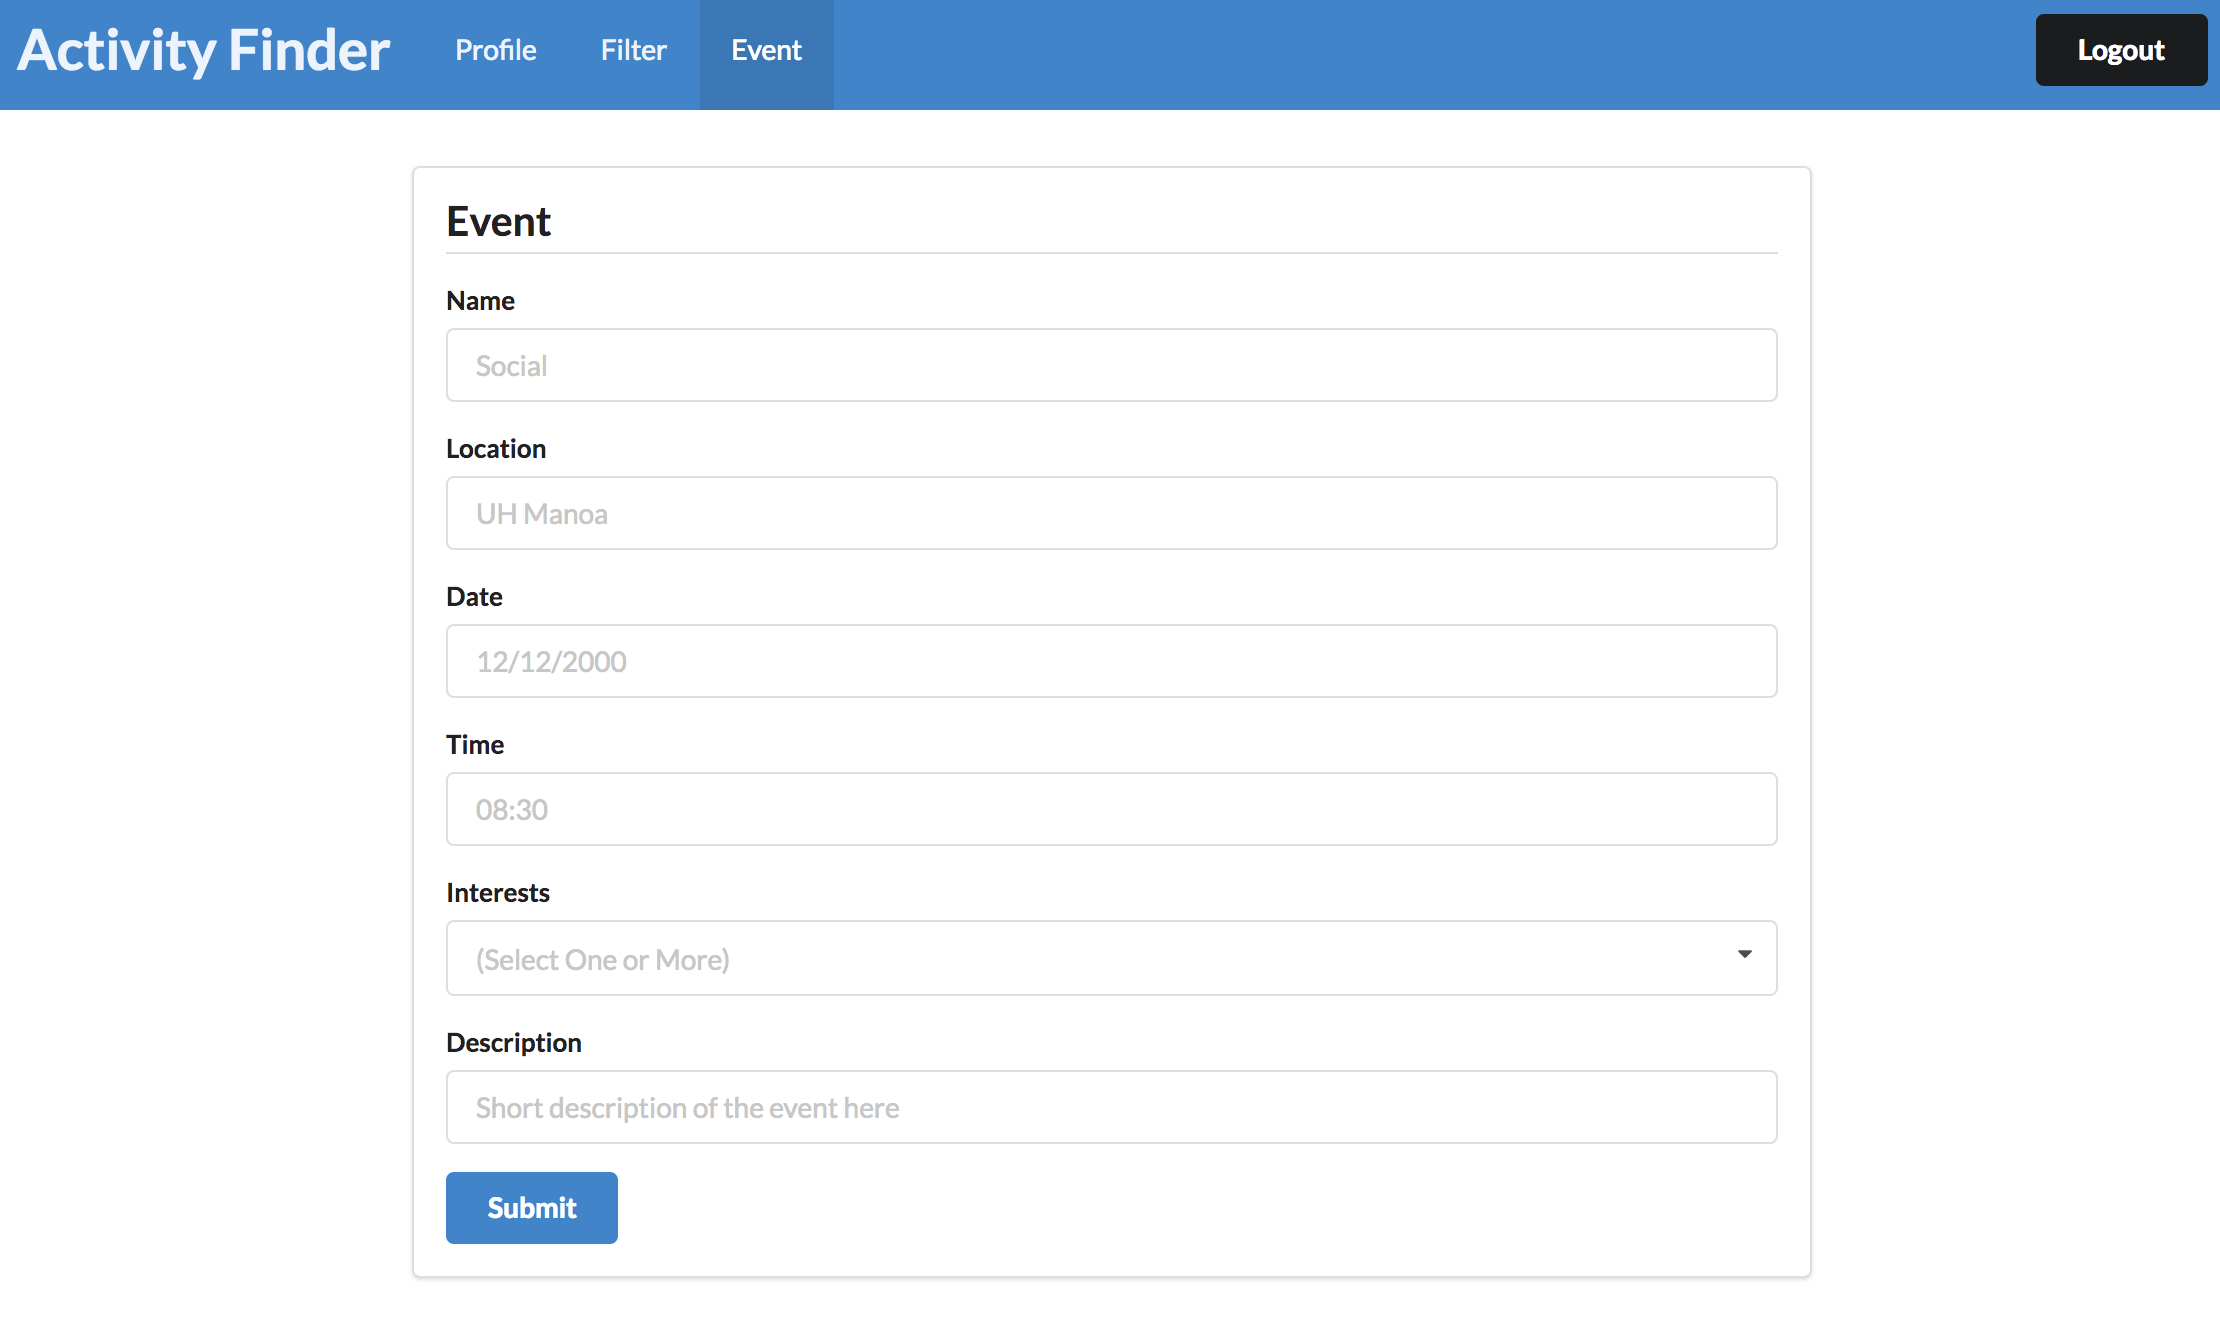 Activity Finder Profile Filter Event Logout
Event
Name
Social
Location
UH Manoa
Date
12/12/2000
Time
08:30
Interests
(Select One or More)
Description
Short description of the event here
Submit